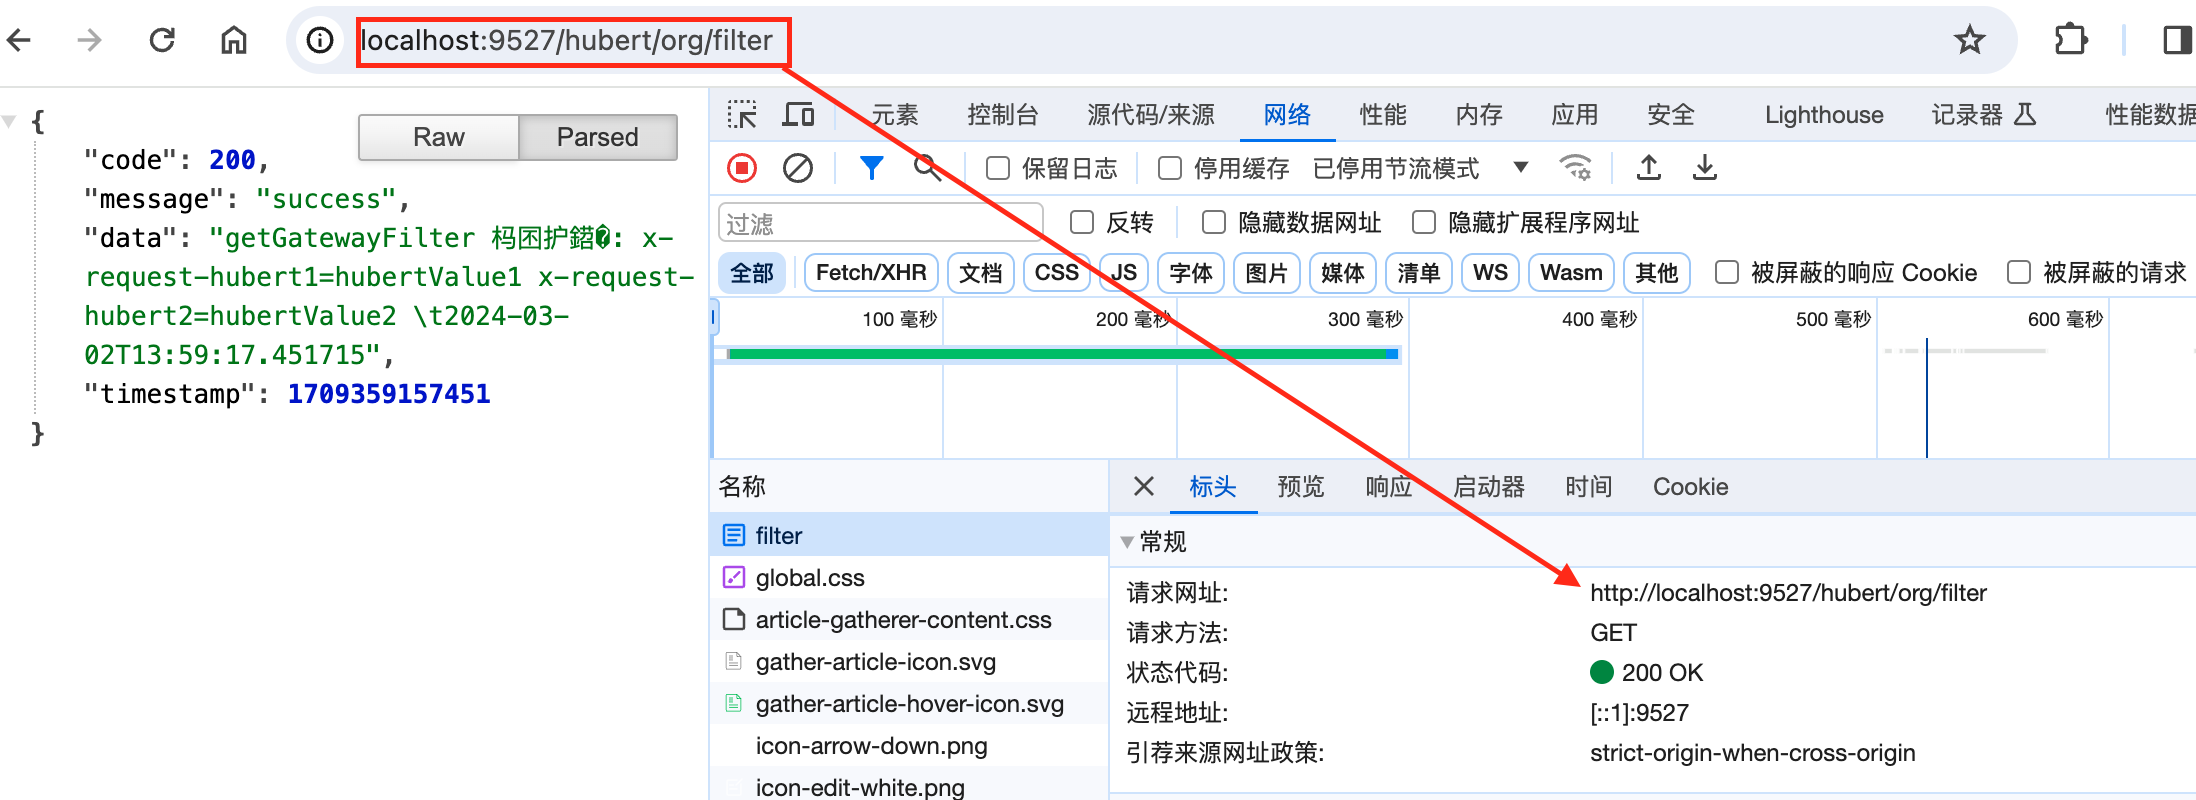 localhost:9527/hubert/org/filter
{
Raw Parsed
"code": 200,
"message": "success",
"data": "getGatewayFilter 杩囨护鍣�: x-
request-hubert1=hubertValue1 x-request-
hubert2=hubertValue2 \t2024-03-
02T13:59:17.451715",
"timestamp": 1709359157451
}
元素 控制台 源代码/来源 网络 性能 内存 应用 安全 Lighthouse 记录器 性能数据
保留日志 停用缓存 已停用节流模式
过滤 反转 隐藏数据网址 隐藏扩展程序网址
全部 Fetch/XHR 文档 CSS JS 字体 图片 媒体 清单 WS Wasm 其他 被屏蔽的响应 Cookie 被屏蔽的请求
100 毫秒 200 毫秒 300 毫秒 400 毫秒 500 毫秒 600 毫秒
名称
filter
global.css
article-gatherer-content.css
gather-article-icon.svg
gather-article-hover-icon.svg
icon-arrow-down.png
icon-edit-white.png
标头 预览 响应 启动器 时间 Cookie
常规
请求网址: http://localhost:9527/hubert/org/filter
请求方法: GET
状态代码: 200 OK
远程地址: [::1]:9527
引荐来源网址政策: strict-origin-when-cross-origin